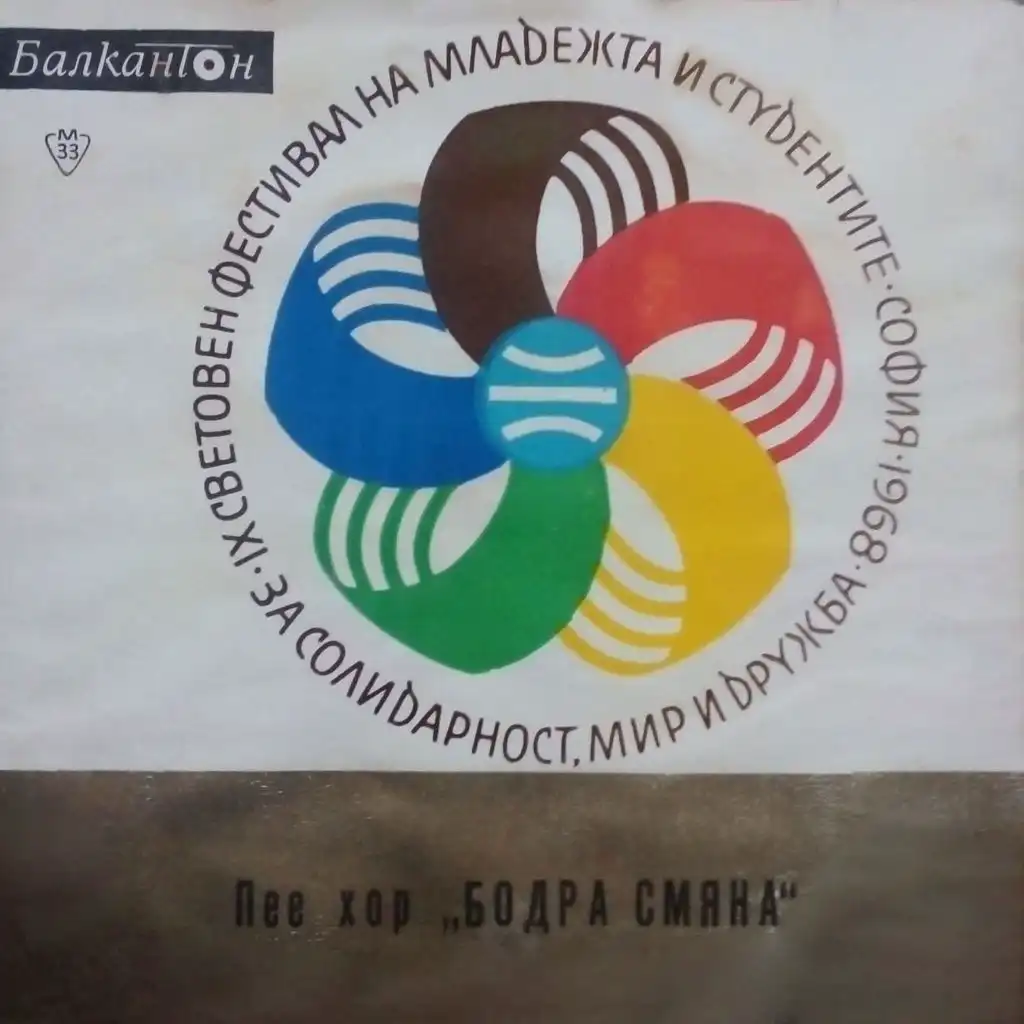 Балкантон
М
33
IX СВЕТОВЕН ФЕСТИВАЛ НА МЛАДЕЖТА И СТУДЕНТИТЕ · СОФИЯ · 1968 · ЗА СОЛИДАРНОСТ, МИР И ДРУЖБА ·
Пее хор „БОДРА СМЯНА“